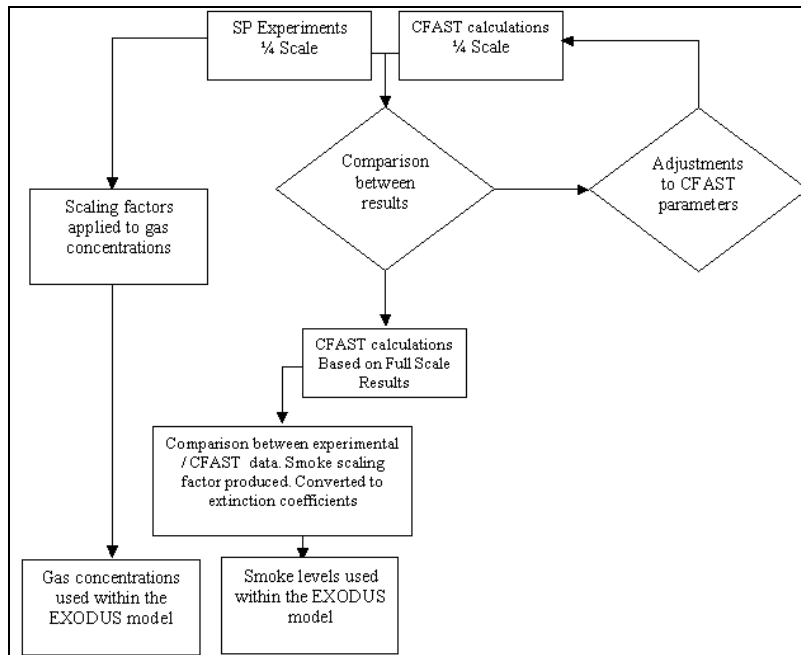 SP Experiments
¼ Scale
CFAST calculations
¼ Scale
Comparison
between
results
Adjustments
to CFAST
parameters
Scaling factors
applied to gas
concentrations
CFAST calculations
Based on Full Scale
Results
Comparison between experimental
/ CFAST data. Smoke scaling
factor produced. Converted to
extinction coefficients
Gas concentrations
used within the
EXODUS model
Smoke levels used
within the EXODUS
model